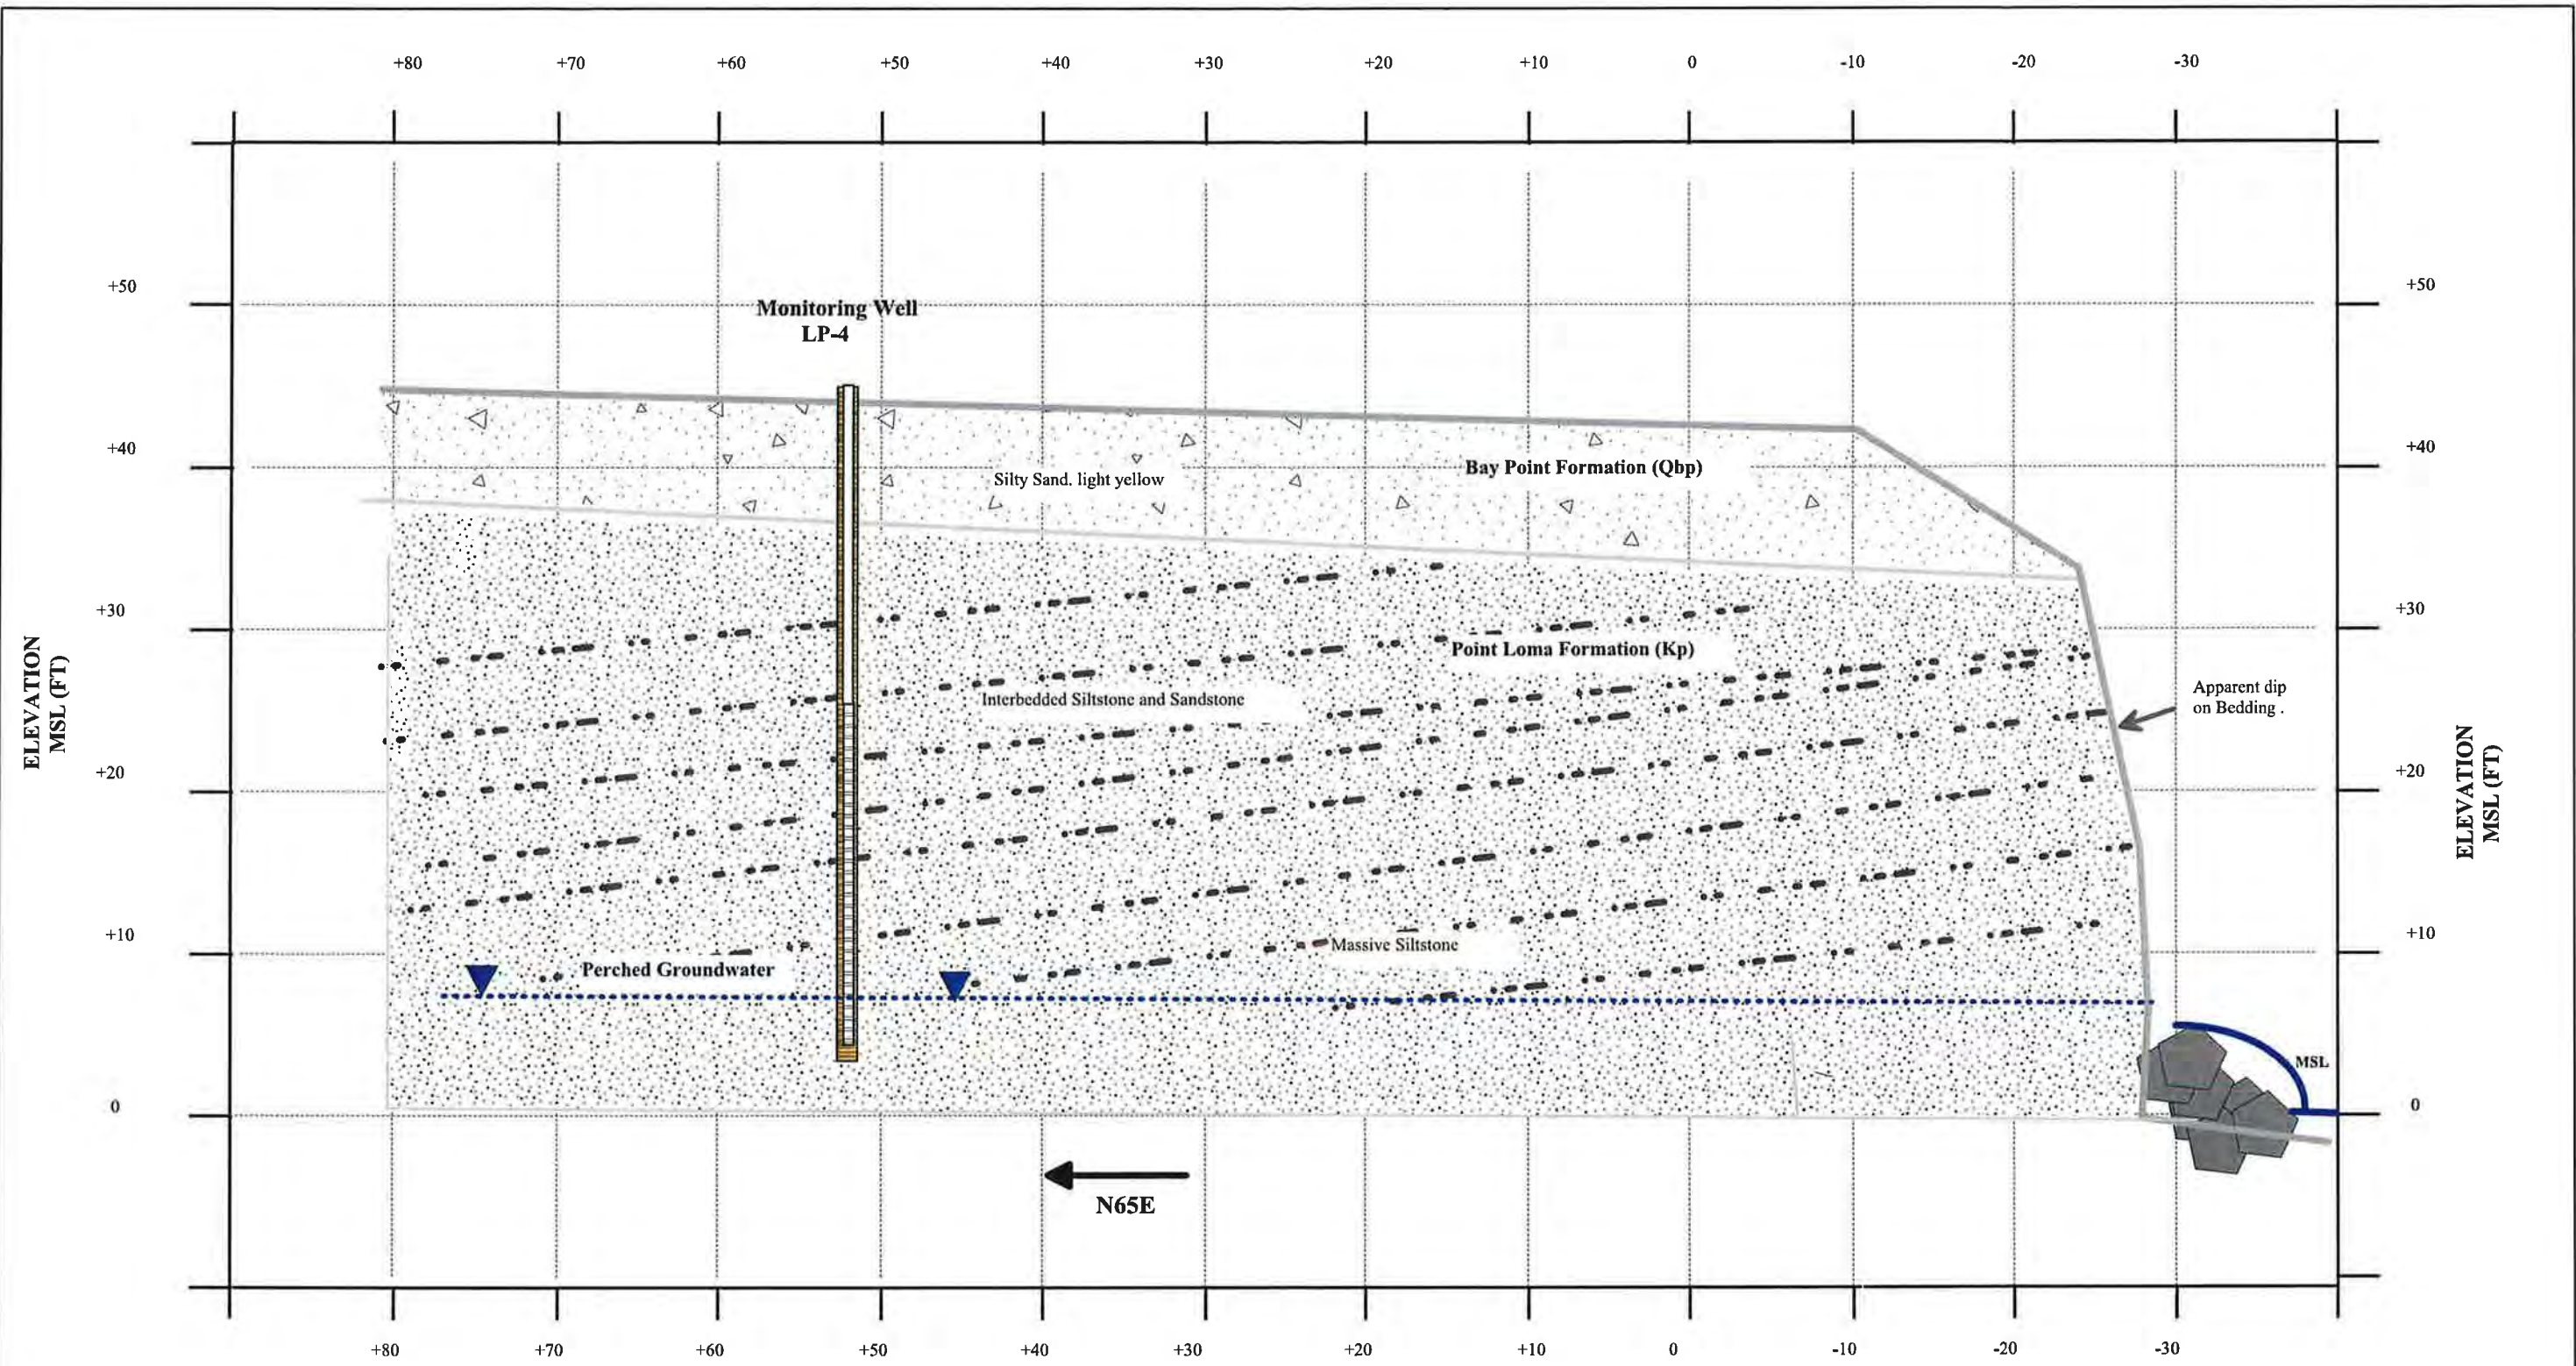 +80 +70 +60 +50 +40 +30 +20 +10 0 -10 -20 -30
+50 +50
Monitoring Well
LP-4
+40 +40
Silty Sand. light yellow
Bay Point Formation (Qbp)
+30 +30
Point Loma Formation (Kp)
Interbedded Siltstone and Sandstone
Apparent dip
on Bedding .
ELEVATION
MSL (FT)
ELEVATION
MSL (FT)
+20 +20
+10 +10
Massive Siltstone
Perched Groundwater
MSL
0 0
N65E
+80 +70 +60 +50 +40 +30 +20 +10 0 -10 -20 -30